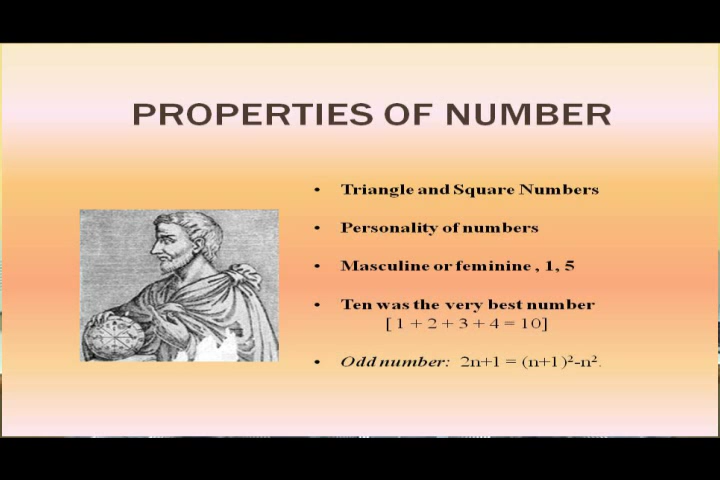 PROPERTIES OF NUMBER
• Triangle and Square Numbers
• Personality of numbers
• Masculine or feminine , 1, 5
• Ten was the very best number
[ 1 + 2 + 3 + 4 = 10]
• Odd number: 2n+1 = (n+1)²-n².